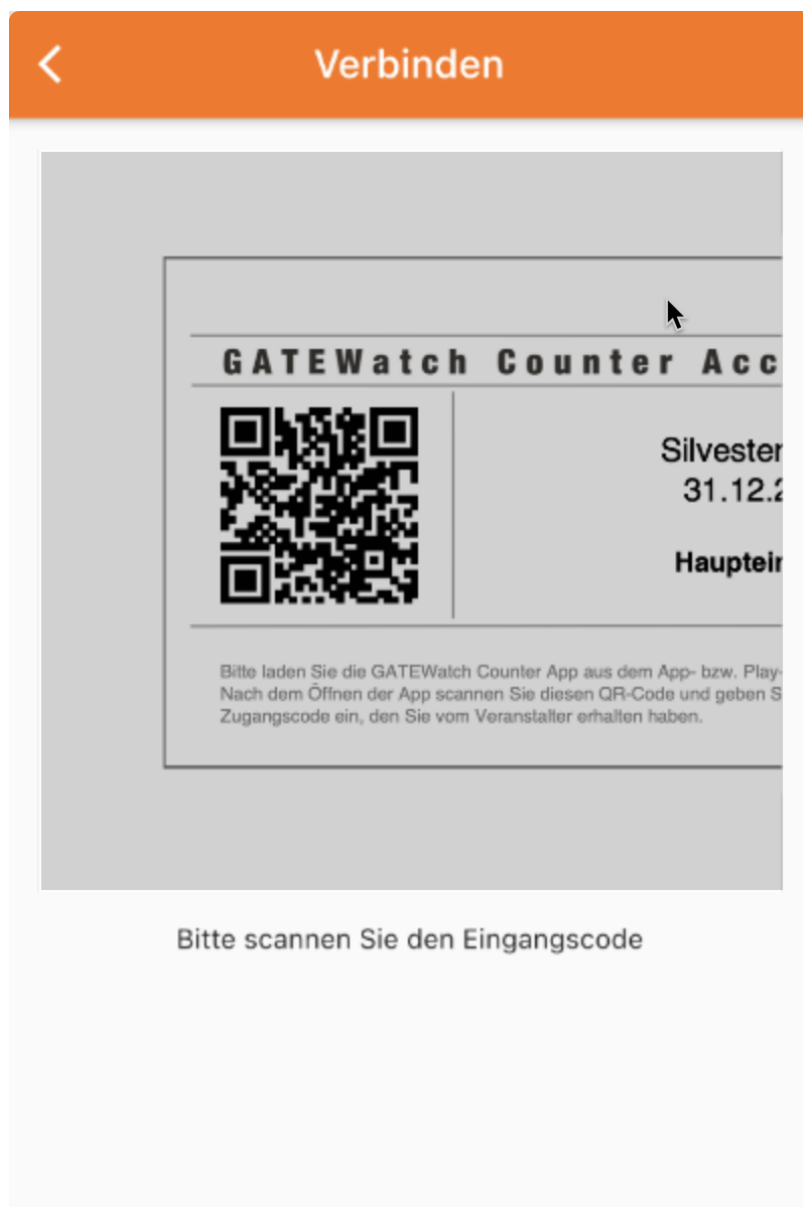 Verbinden
GATEWatch Counter Acc
Silvester
31.12.2
Haupteir
Bitte laden Sie die GATEWatch Counter App aus dem App- bzw. Play-
Nach dem Öffnen der App scannen Sie diesen QR-Code und geben S
Zugangscode ein, den Sie vom Veranstalter erhalten haben.
Bitte scannen Sie den Eingangscode